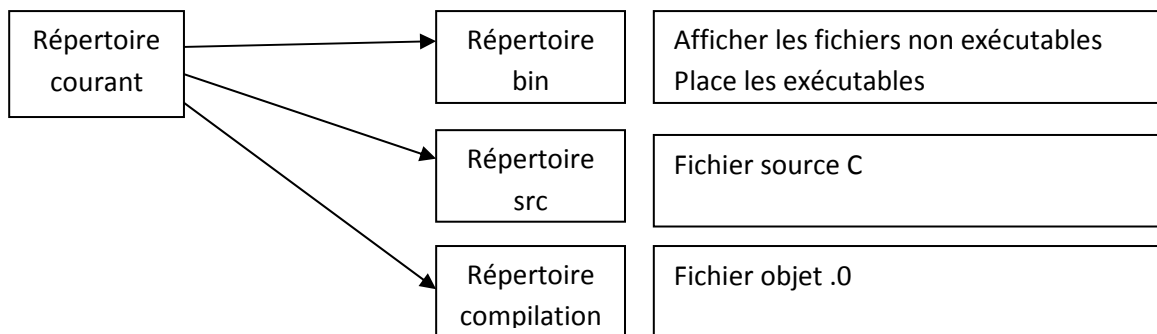 Répertoire
courant
Répertoire
bin
Afficher les fichiers non exécutables
Place les exécutables
Répertoire
src
Fichier source C
Répertoire
compilation
Fichier objet .0